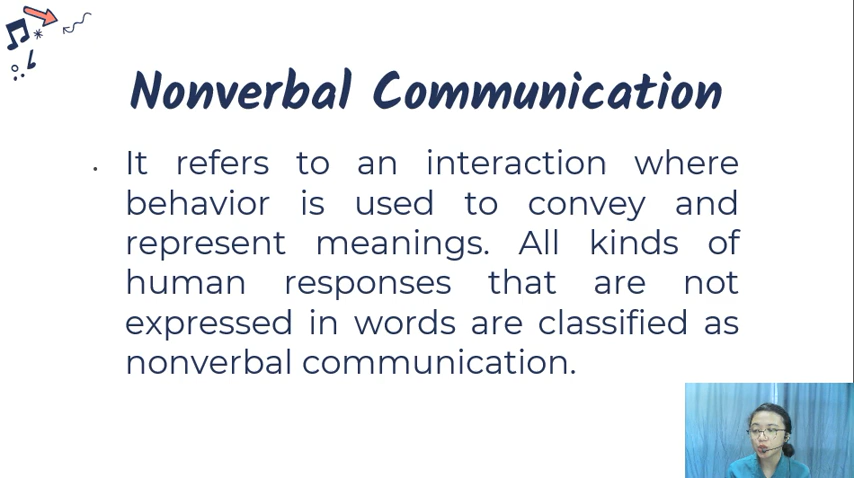 Nonverbal Communication
It refers to an interaction where
behavior is used to convey and
represent meanings. All kinds of
human responses that are not
expressed in words are classified as
nonverbal communication.